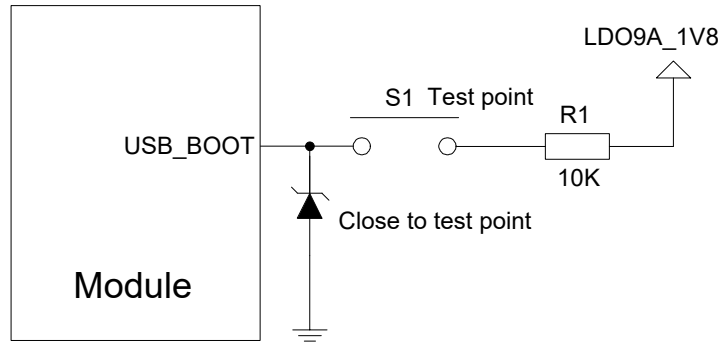 LDO9A_1V8
S1 Test point
R1
USB_BOOT
10K
Close to test point
Module